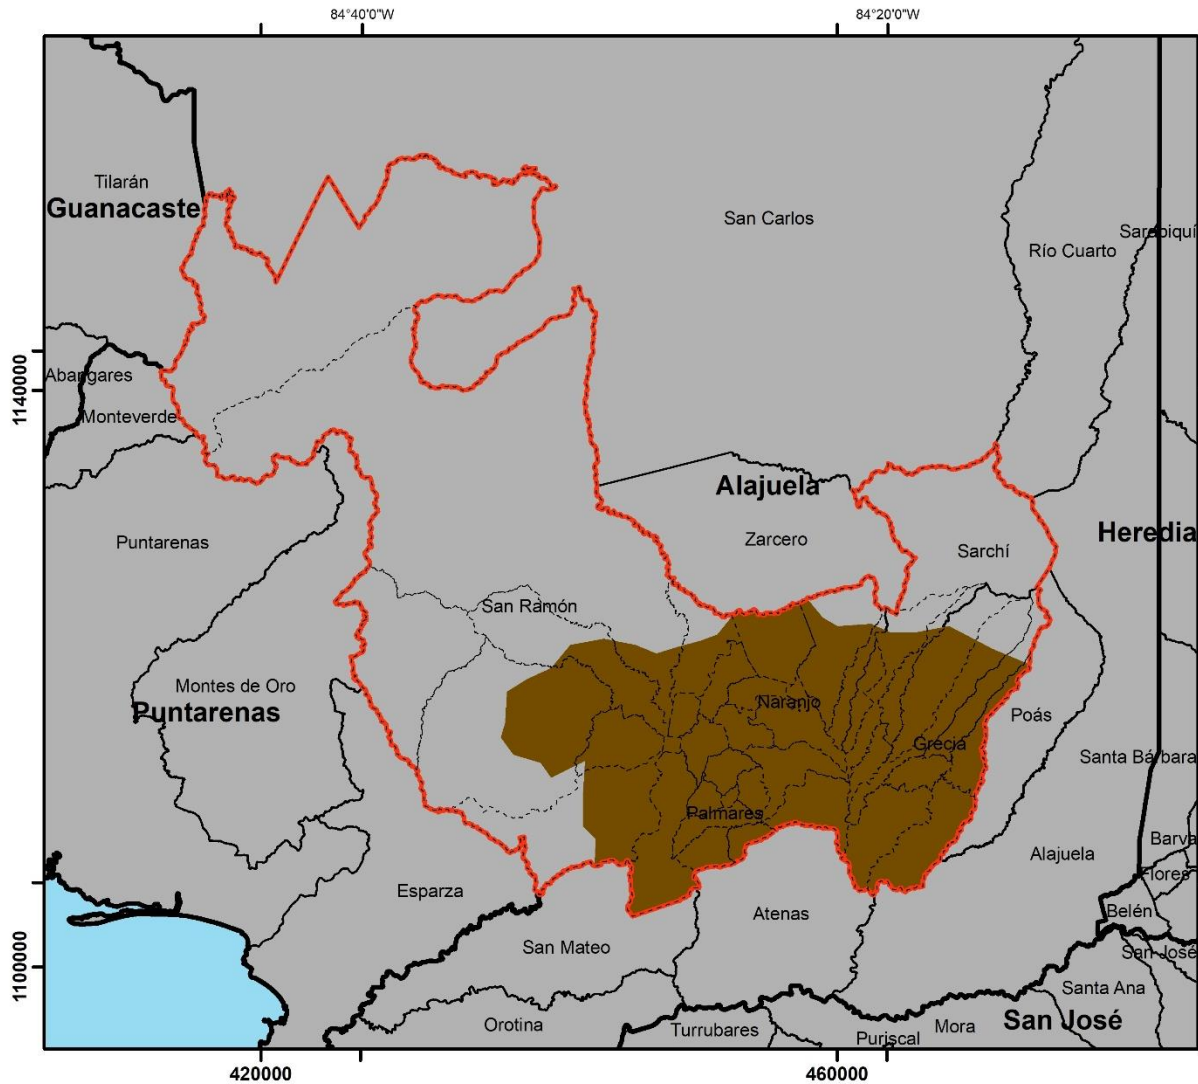 84°40'0"W
84°20'0"W
Tilarán
Guanacaste
San Carlos
Sarapiquí
Río Cuarto
1140000
Abangares
Monteverde
Alajuela
Puntarenas
Zarcero
Heredia
Sarchí
San Ramón
Montes de Oro
Puntarenas
Naranjo
Poás
Grecia
Santa Bárbara
Palmares
Barva
Alajuela
Flores
Esparza
Belén
Atenas
San Mateo
San José
1100000
Santa Ana
Orotina
Turrubares
Mora
San José
Puriscal
420000
460000